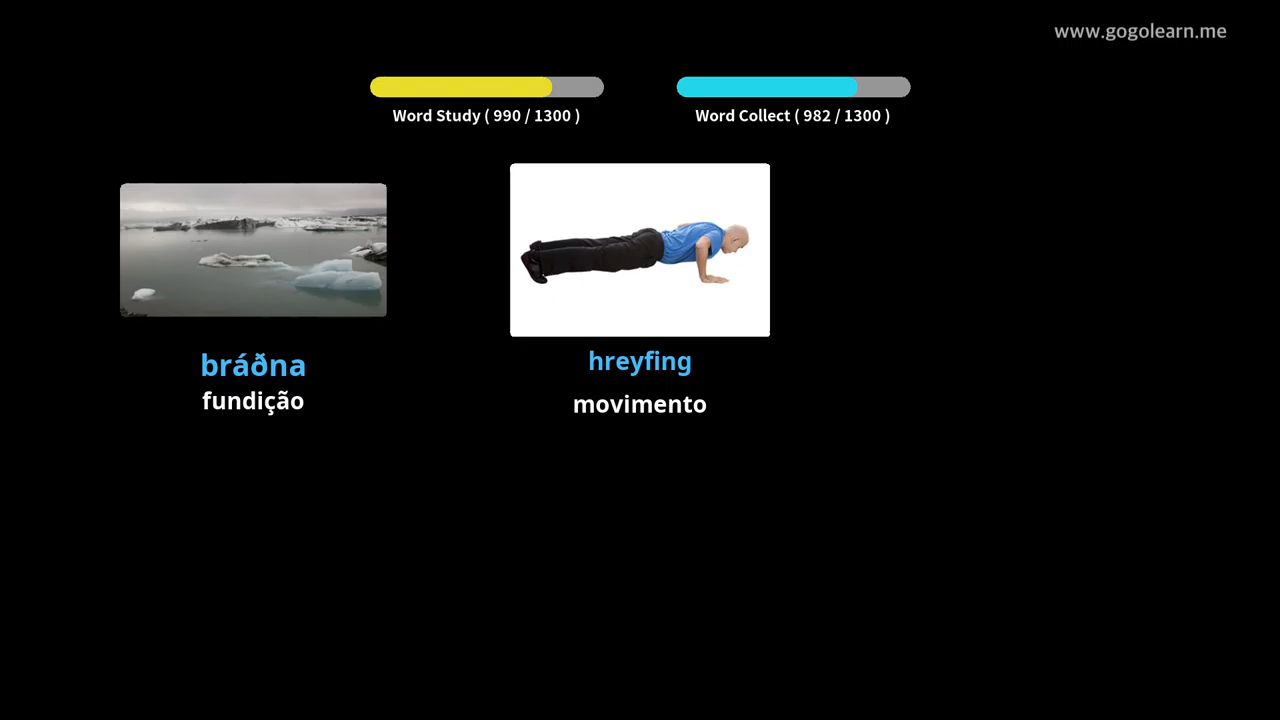 www.gogolearn.me
Word Study ( 990 / 1300 )
Word Collect ( 982 / 1300 )
bráðna
fundição
hreyfing
movimento